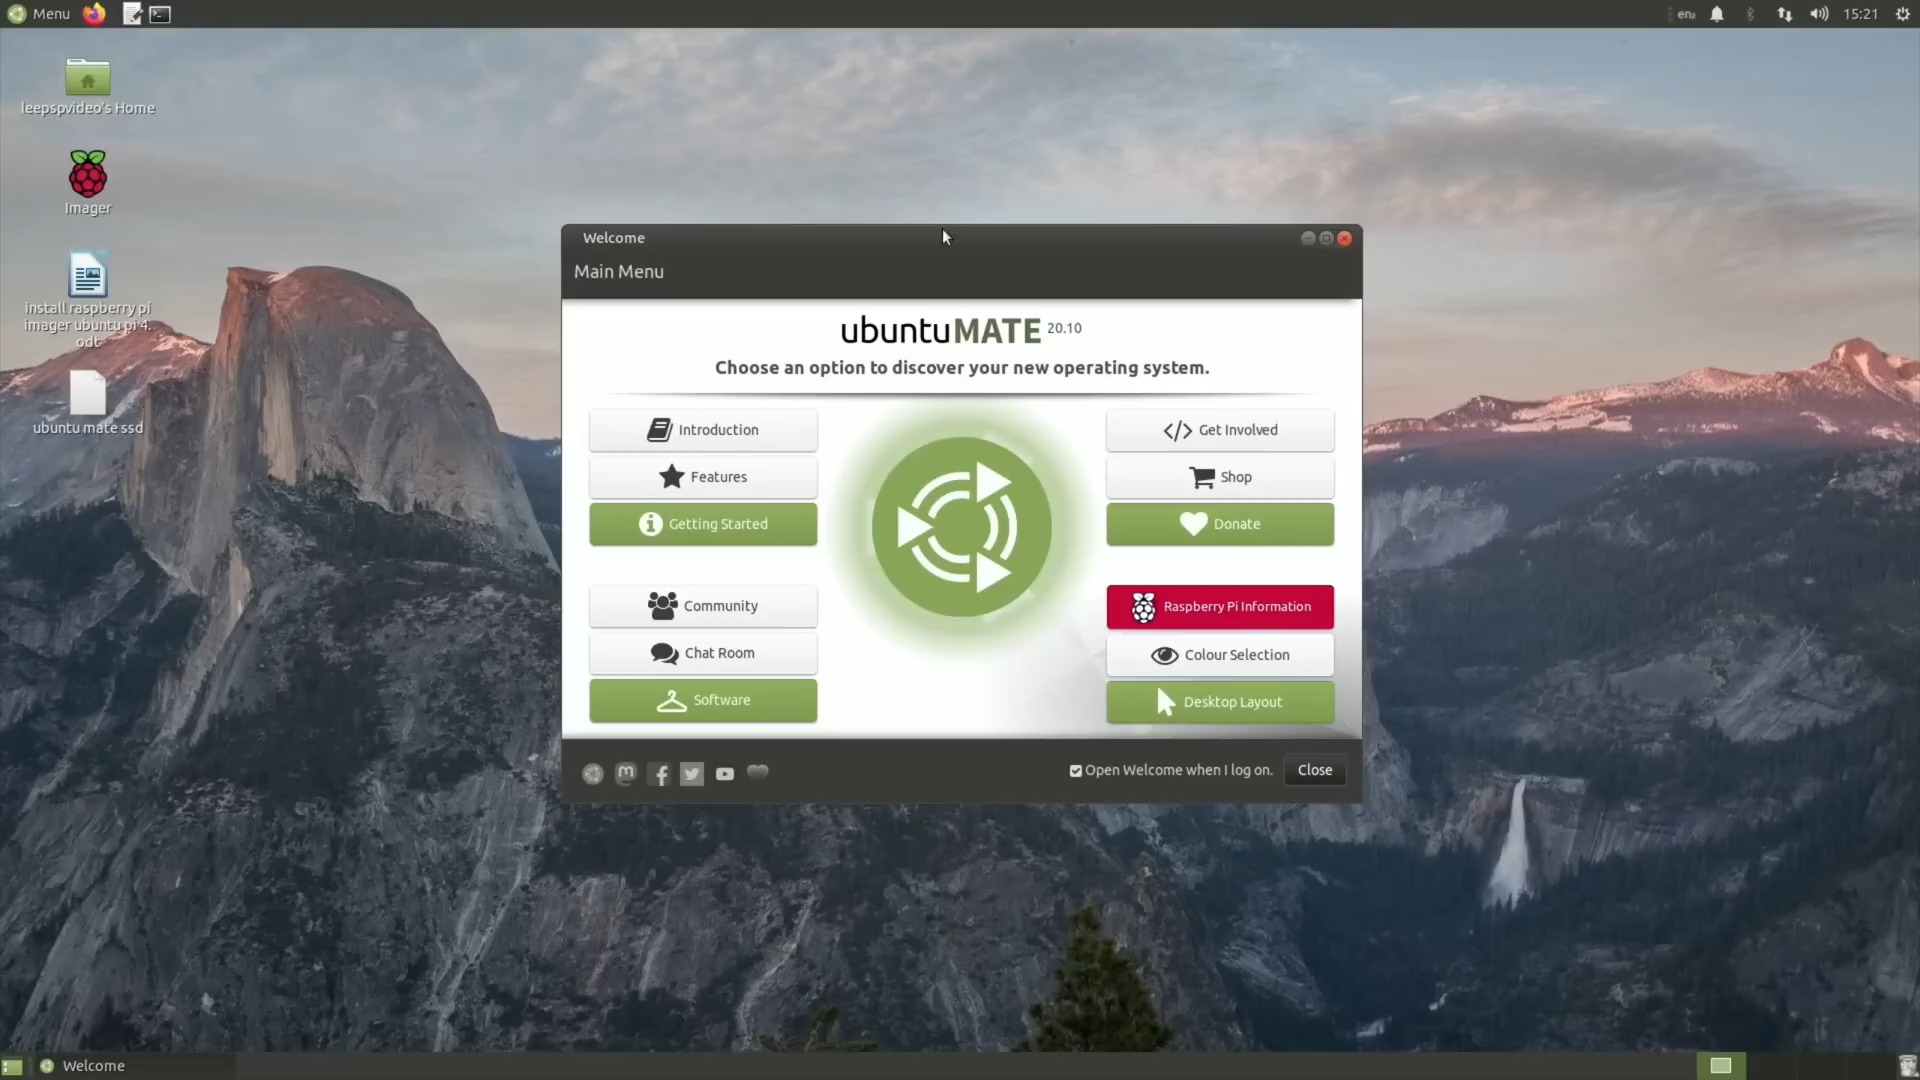 Menu
en₂
15:21
leepspvideo's Home
Imager
install raspberry pi
imager ubuntu pi 4.
odt
ubuntu mate ssd
Welcome
Main Menu
ubuntuMATE 20.10
Choose an option to discover your new operating system.
Introduction
Features
Getting Started
Community
Chat Room
Software
Get Involved
Shop
Donate
Raspberry Pi Information
Colour Selection
Desktop Layout
Open Welcome when I log on.
Close
Welcome